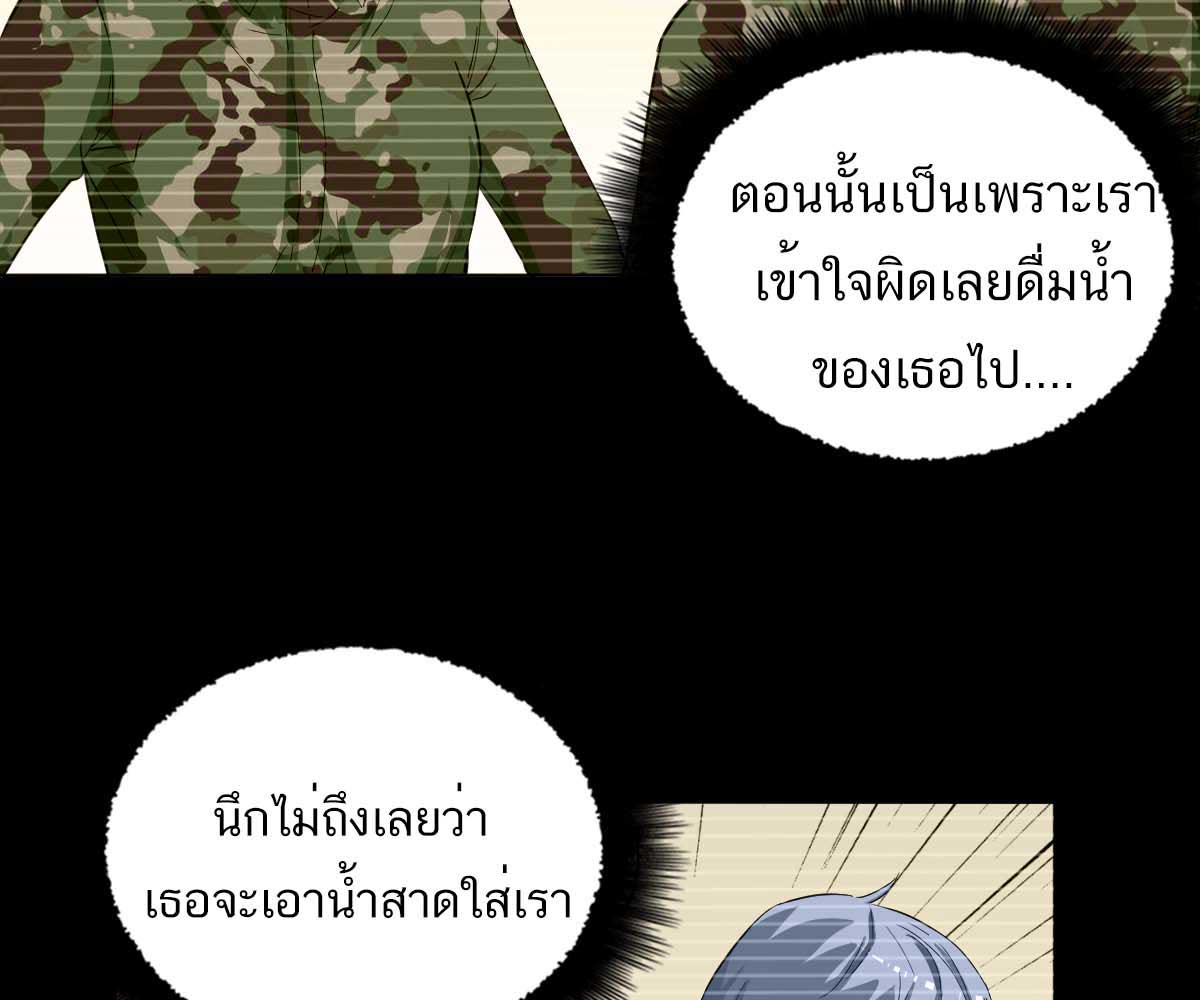 ตอนนั้นเป็นเพราะเรา
เข้าใจผิดเลยดื่มน้ำ
ของเธอไป....
นึกไม่ถึงเลยว่า
เธอจะเอาน้ำสาดใส่เรา